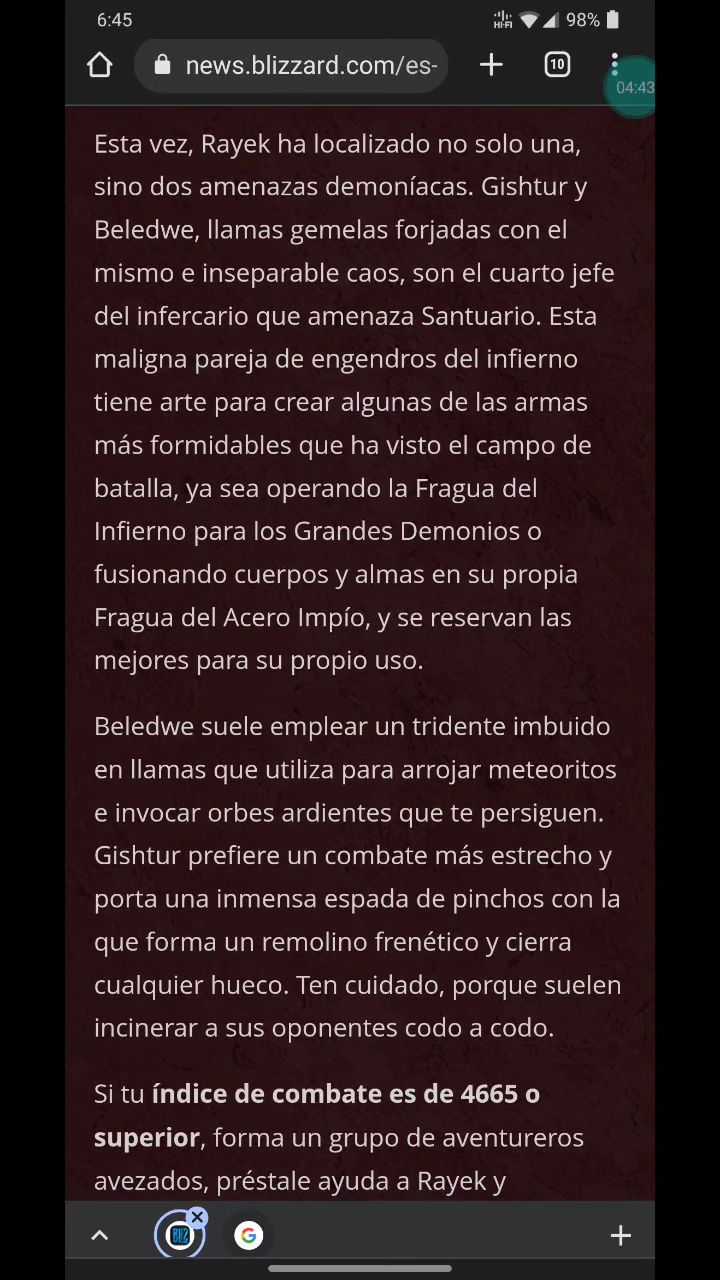 6:45
HI-FI
98%
news.blizzard.com/es-
10
04:43
Esta vez, Rayek ha localizado no solo una,
sino dos amenazas demoníacas. Gishtur y
Beledwe, llamas gemelas forjadas con el
mismo e inseparable caos, son el cuarto jefe
del infercario que amenaza Santuario. Esta
maligna pareja de engendros del infierno
tiene arte para crear algunas de las armas
más formidables que ha visto el campo de
batalla, ya sea operando la Fragua del
Infierno para los Grandes Demonios o
fusionando cuerpos y almas en su propia
Fragua del Acero Impío, y se reservan las
mejores para su propio uso.
Beledwe suele emplear un tridente imbuido
en llamas que utiliza para arrojar meteoritos
e invocar orbes ardientes que te persiguen.
Gishtur prefiere un combate más estrecho y
porta una inmensa espada de pinchos con la
que forma un remolino frenético y cierra
cualquier hueco. Ten cuidado, porque suelen
incinerar a sus oponentes codo a codo.
Si tu índice de combate es de 4665 o
superior, forma un grupo de aventureros
avezados, préstale ayuda a Rayek y
BLZ
G